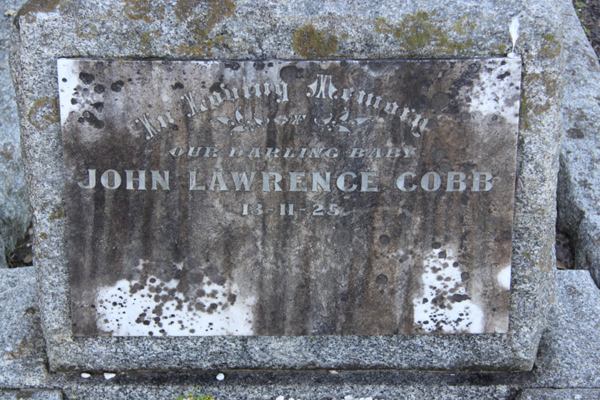 In Loving Memory
OF
OUR DARLING BABY
JOHN LAWRENCE COBB
13-11-25